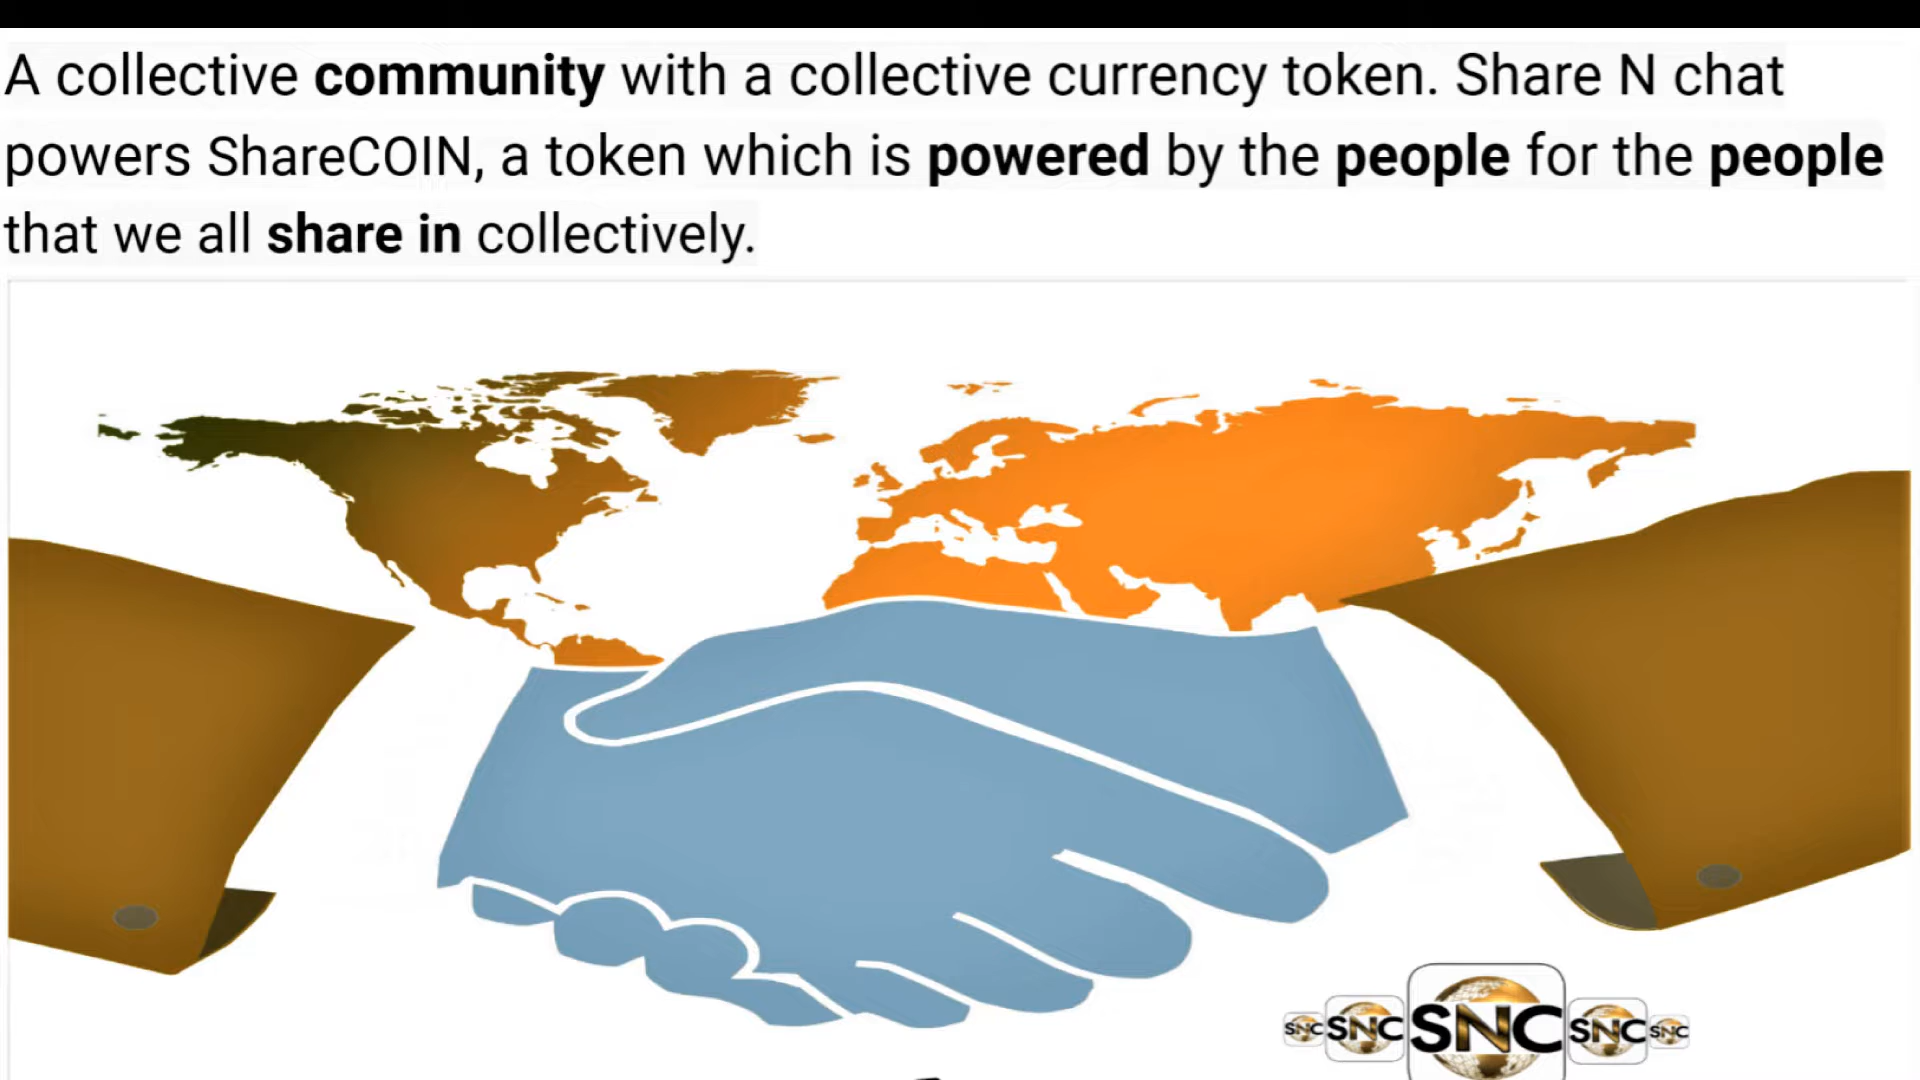 A collective community with a collective currency token. Share N chat
powers ShareCOIN, a token which is powered by the people for the people
that we all share in collectively.
SNC SNC SNC SNC SNC